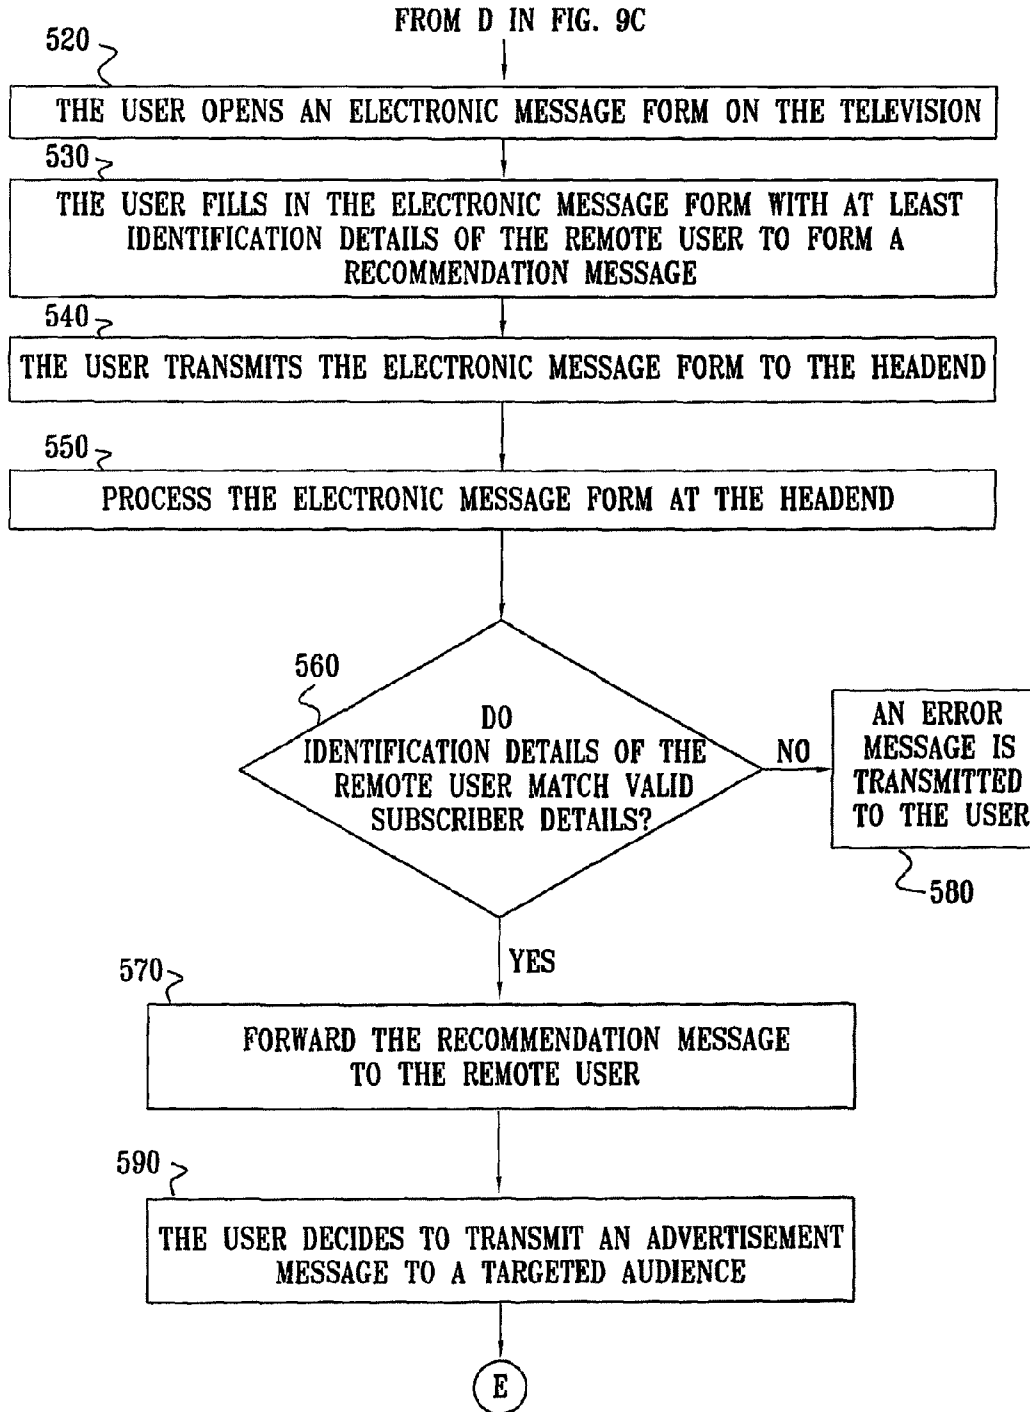 FROM D IN FIG. 9C
520
THE USER OPENS AN ELECTRONIC MESSAGE FORM ON THE TELEVISION
530
THE USER FILLS IN THE ELECTRONIC MESSAGE FORM WITH AT LEAST
IDENTIFICATION DETAILS OF THE REMOTE USER TO FORM A
RECOMMENDATION MESSAGE
540
THE USER TRANSMITS THE ELECTRONIC MESSAGE FORM TO THE HEADEND
550
PROCESS THE ELECTRONIC MESSAGE FORM AT THE HEADEND
560
DO
IDENTIFICATION DETAILS OF THE
REMOTE USER MATCH VALID
SUBSCRIBER DETAILS?
NO
AN ERROR
MESSAGE IS
TRANSMITTED
TO THE USER
580
YES
570
FORWARD THE RECOMMENDATION MESSAGE
TO THE REMOTE USER
590
THE USER DECIDES TO TRANSMIT AN ADVERTISEMENT
MESSAGE TO A TARGETED AUDIENCE
E